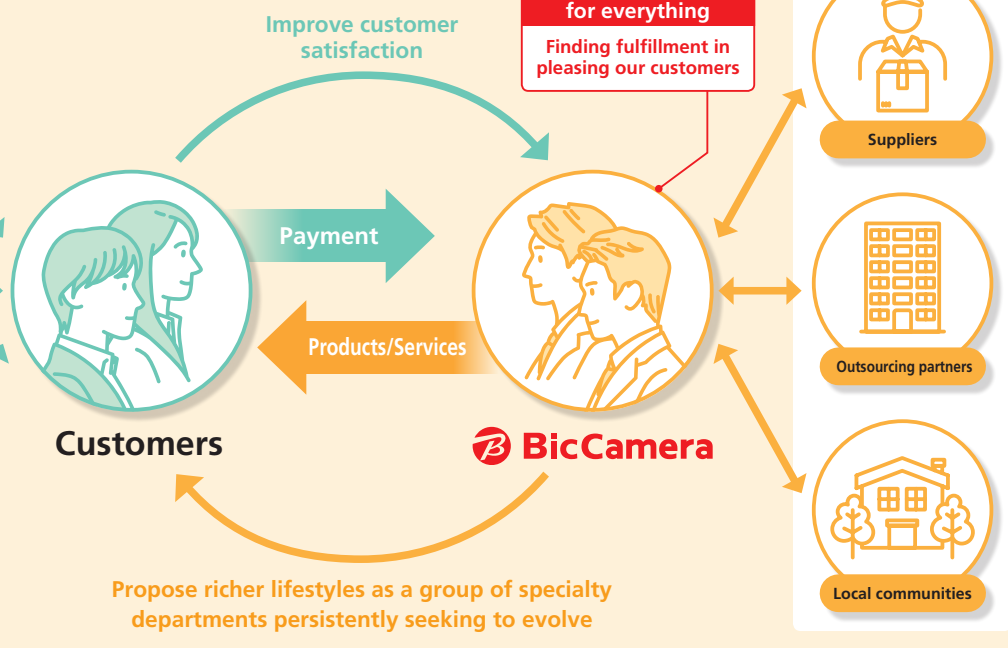 for everything
Finding fulfillment in
pleasing our customers
Improve customer
satisfaction
Payment
Products/Services
Customers
BicCamera
Propose richer lifestyles as a group of specialty
departments persistently seeking to evolve
Suppliers
Outsourcing partners
Local communities